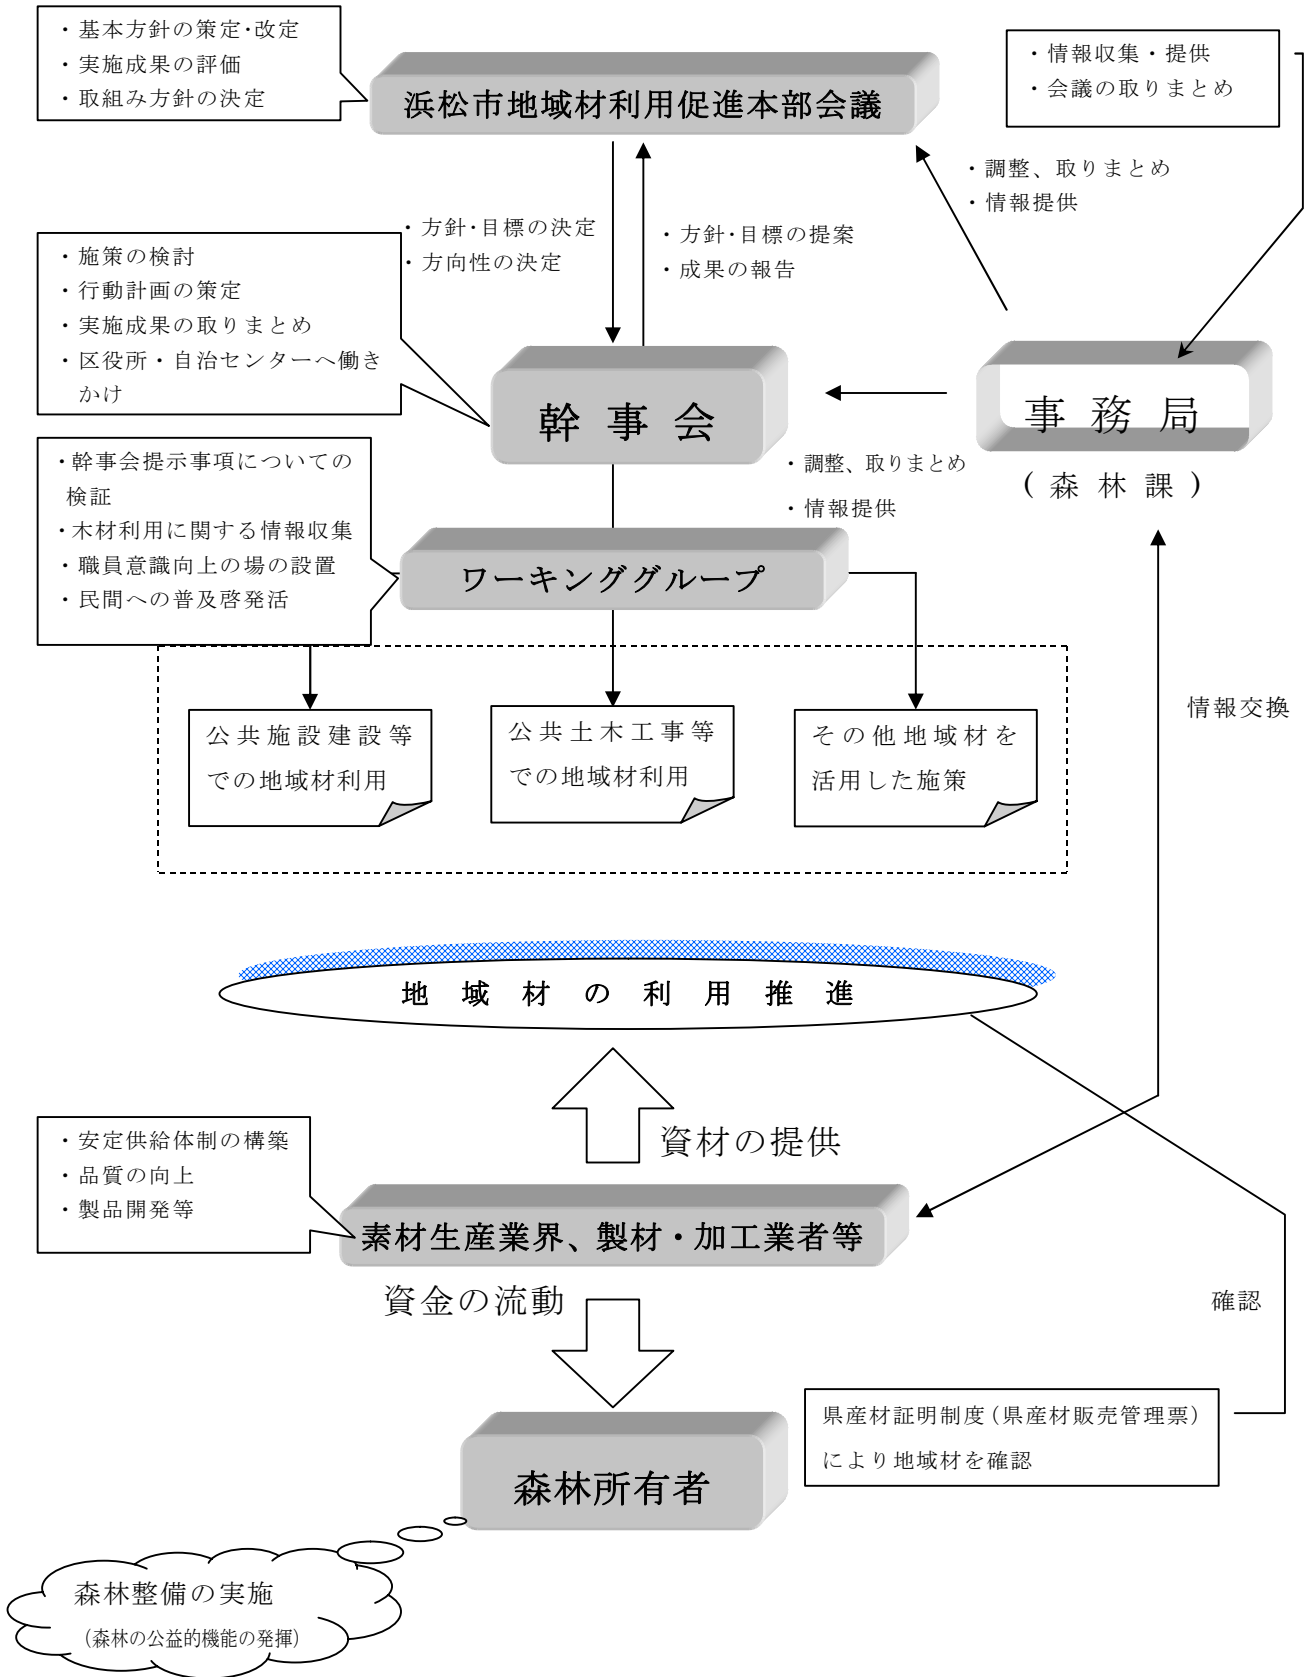 ・基本方針の策定･改定
・実施成果の評価
・取組み方針の決定
浜松市地域材利用促進本部会議
・情報収集・提供
・会議の取りまとめ
・調整、取りまとめ
・情報提供
・方針･目標の決定
・方向性の決定
・方針･目標の提案
・成果の報告
・施策の検討
・行動計画の策定
・実施成果の取りまとめ
・区役所・自治センターへ働き
かけ
幹事会
事務局
(森林課)
・調整、取りまとめ
・情報提供
・幹事会提示事項についての
検証
・木材利用に関する情報収集
・職員意識向上の場の設置
・民間への普及啓発活
ワーキンググループ
公共施設建設等
での地域材利用
公共土木工事等
での地域材利用
その他地域材を
活用した施策
情報交換
地域材の利用推進
資材の提供
・安定供給体制の構築
・品質の向上
・製品開発等
素材生産業界、製材・加工業者等
資金の流動
確認
県産材証明制度（県産材販売管理票）
により地域材を確認
森林所有者
森林整備の実施
（森林の公益的機能の発揮）